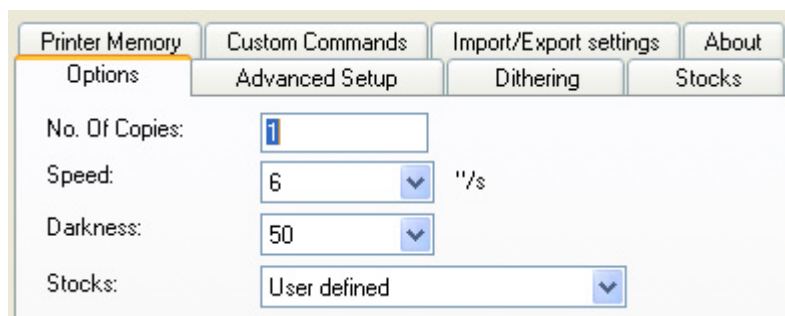 Printer Memory Custom Commands Import/Export settings About
Options Advanced Setup Dithering Stocks
No. Of Copies: 1
Speed: 6 "/s
Darkness: 50
Stocks: User defined